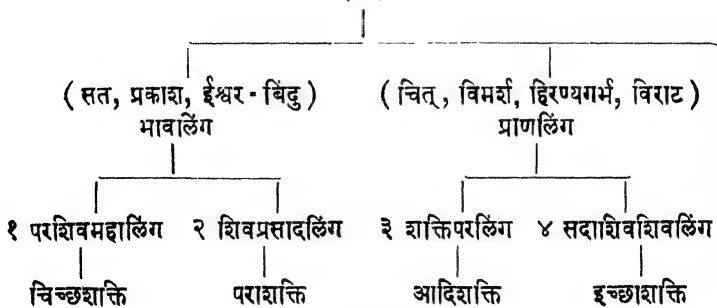 ( सत, प्रकाश, ईश्वर - बिंदु ) ( चित्, विमर्श, हिरण्यगर्भ, विराट )
भावालिंग प्राणलिंग
१ परशिवमहालिंग २ शिवप्रसादलिंग ३ शक्तिपरलिंग ४ सदाशिवशिवलिंग
चिच्छशक्ति पराशक्ति आदिशक्ति इच्छाशक्ति